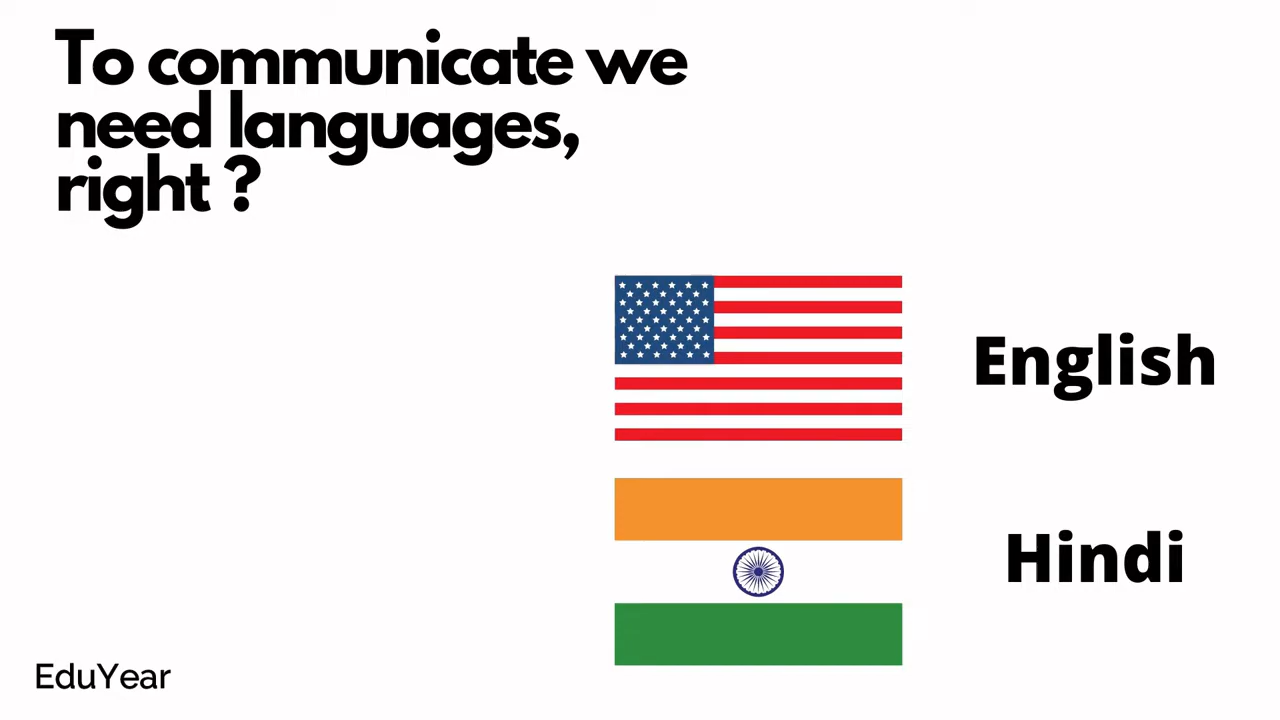 To communicate we
need languages,
right ?
English
Hindi
EduYear